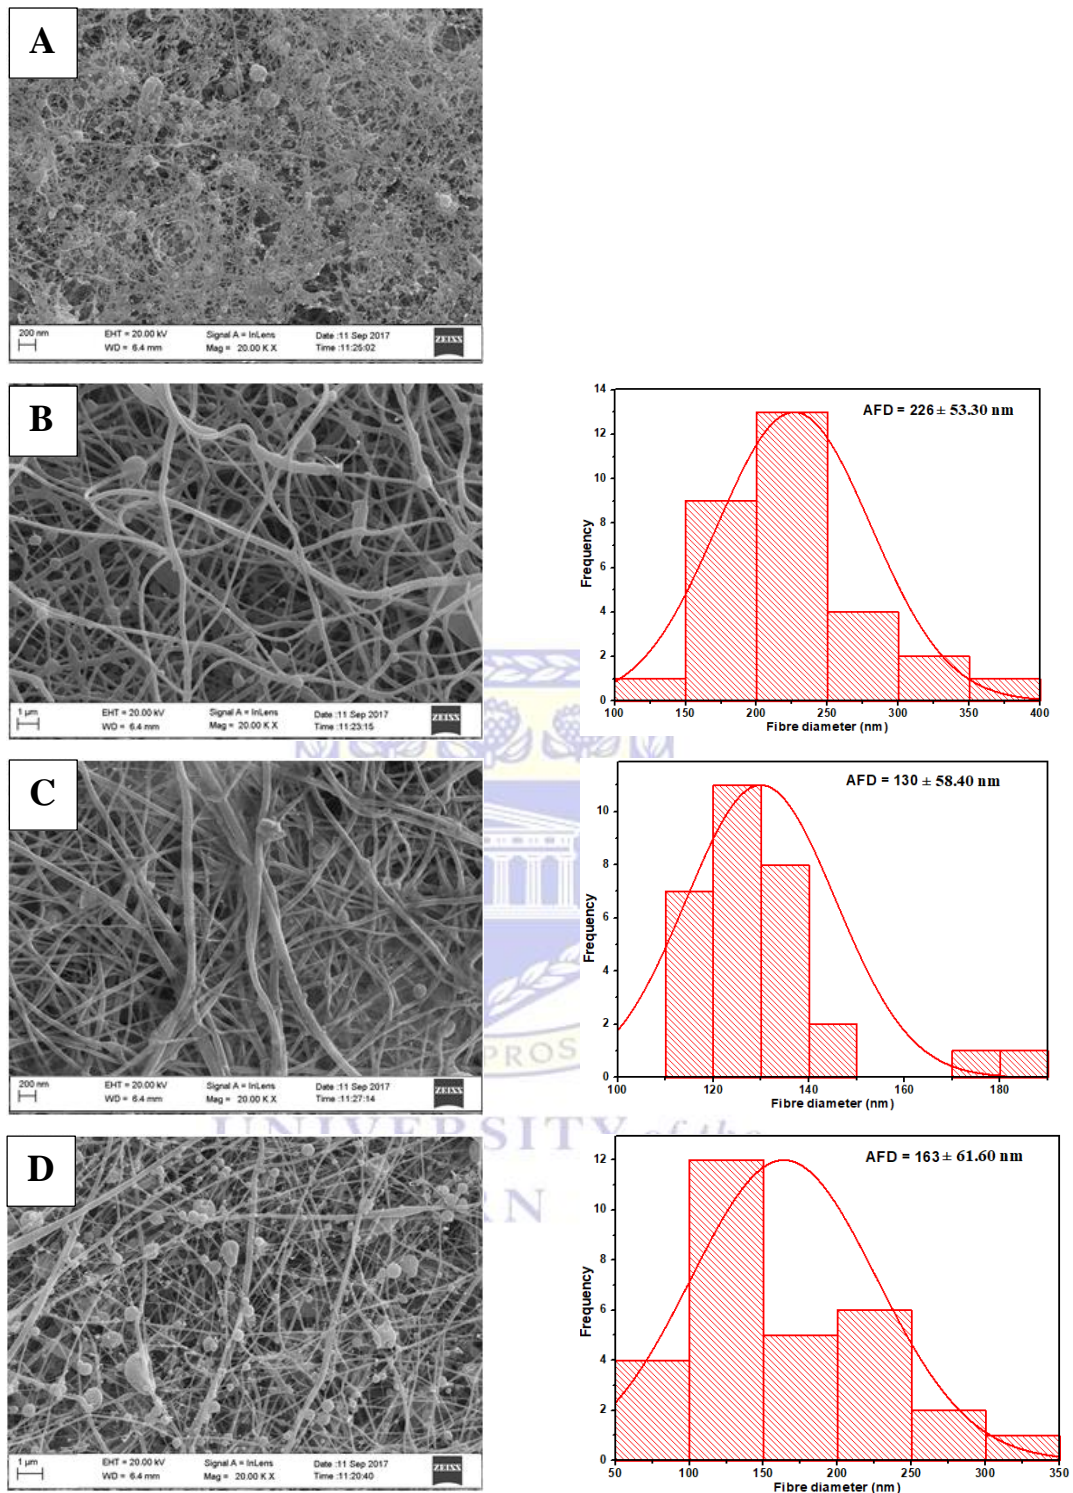 A
200 nm EHT = 20.00 kV Signal A = InLens Date :11 Sep 2017
WD = 6.4 mm Mag = 20.00 K X Time :11:25:02
ZEISS
B
1 µm EHT = 20.00 kV Signal A = InLens Date :11 Sep 2017
WD = 6.4 mm Mag = 20.00 K X Time :11:23:15
ZEISS
AFD = 226 ± 53.30 nm
Frequency
14
12
10
8
6
4
2
0
100 150 200 250 300 350 400
Fibre diameter (nm)
C
200 nm EHT = 20.00 kV Signal A = InLens Date :11 Sep 2017
WD = 6.4 mm Mag = 20.00 K X Time :11:27:14
ZEISS
AFD = 130 ± 58.40 nm
Frequency
10
8
6
4
2
0
100 120 140 160 180
Fibre diameter (nm)
PROS
UNIVERSITY of the
D
1 µm EHT = 20.00 kV Signal A = InLens Date :11 Sep 2017
WD = 6.4 mm Mag = 20.00 K X Time :11:20:40
ZEISS
AFD = 163 ± 61.60 nm
Frequency
12
10
8
6
4
2
0
50 100 150 200 250 300 350
Fibre diameter (nm)
RN